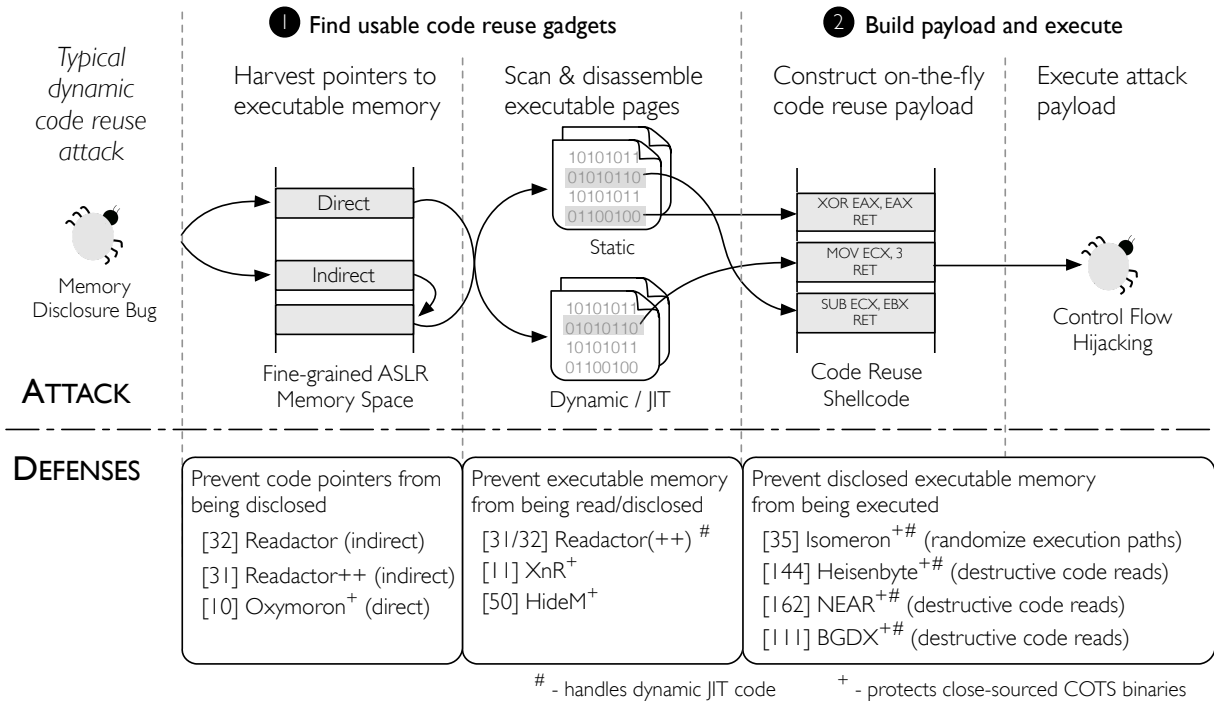 1 Find usable code reuse gadgets
2 Build payload and execute
Typical
dynamic
code reuse
attack
Harvest pointers to
executable memory
Scan & disassemble
executable pages
Construct on-the-fly
code reuse payload
Execute attack
payload
Memory
Disclosure Bug
Direct
Indirect
Fine-grained ASLR
Memory Space
10101011
01010110
10101011
01100100
Static
10101011
01010110
10101011
01100100
Dynamic / JIT
XOR EAX, EAX
RET
MOV ECX, 3
RET
SUB ECX, EBX
RET
Code Reuse
Shellcode
Control Flow
Hijacking
ATTACK
DEFENSES
Prevent code pointers from
being disclosed
[32] Readactor (indirect)
[31] Readactor++ (indirect)
[10] Oxymoron+ (direct)
Prevent executable memory
from being read/disclosed
[31/32] Readactor(++) #
[11] XnR+
[50] HideM+
Prevent disclosed executable memory
from being executed
[35] Isomeron+# (randomize execution paths)
[144] Heisenbyte+# (destructive code reads)
[162] NEAR+# (destructive code reads)
[111] BGDX+# (destructive code reads)
# - handles dynamic JIT code
+ - protects close-sourced COTS binaries